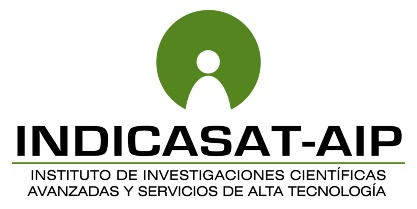 INDICASAT-AIP
INSTITUTO DE INVESTIGACIONES CIENTÍFICAS
AVANZADAS Y SERVICIOS DE ALTA TECNOLOGÍA